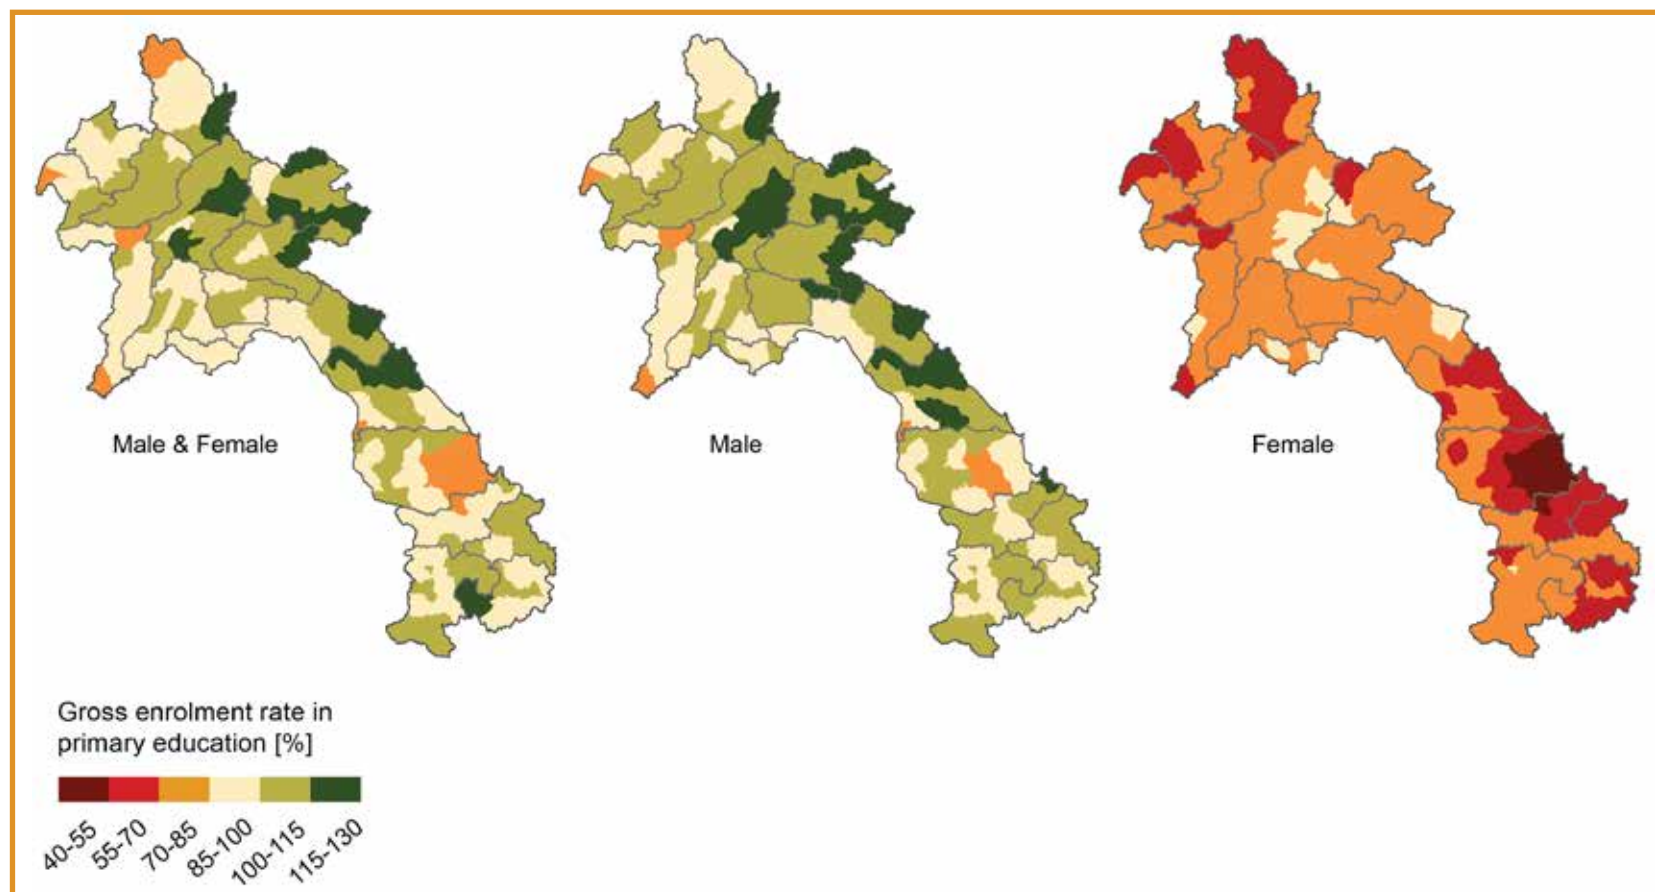 Male & Female
Male
Female
Gross enrolment rate in
primary education [%]
40-55
55-70
70-85
85-100
100-115
115-130